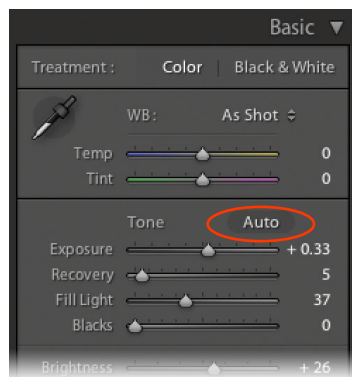 Basic ▼
Treatment : Color | Black & White
WB : As Shot
Temp 0
Tint 0
Tone Auto
Exposure + 0.33
Recovery 5
Fill Light 37
Blacks 0
Brightness + 26